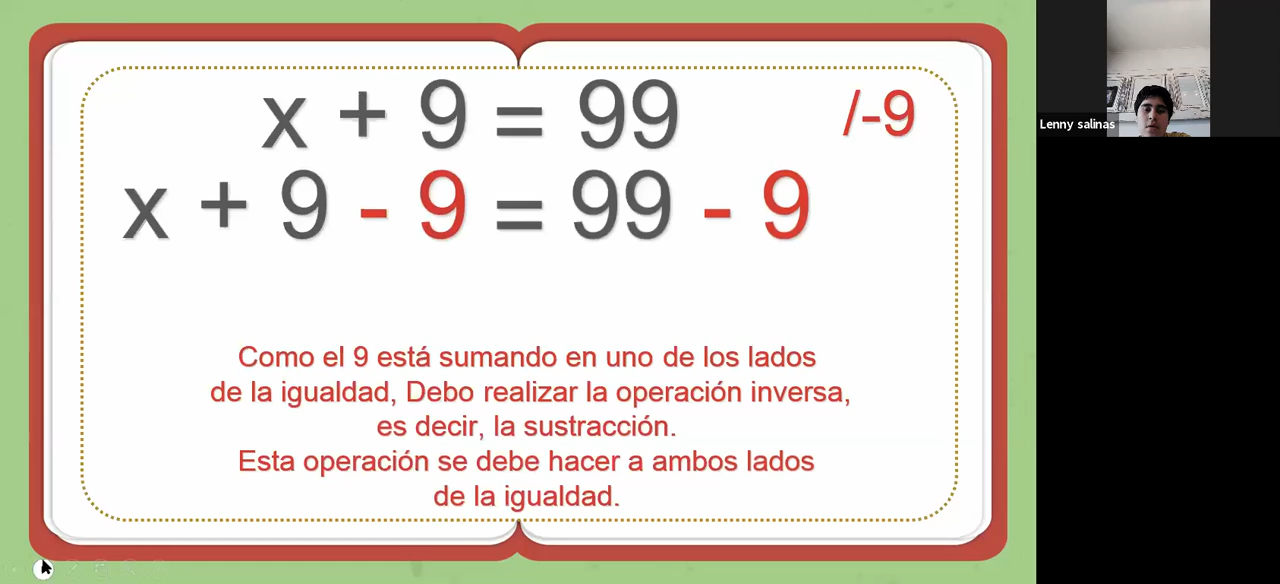 x + 9 = 99 /-9
x + 9 - 9 = 99 - 9
Como el 9 está sumando en uno de los lados
de la igualdad, Debo realizar la operación inversa,
es decir, la sustracción.
Esta operación se debe hacer a ambos lados
de la igualdad.
Lenny salinas